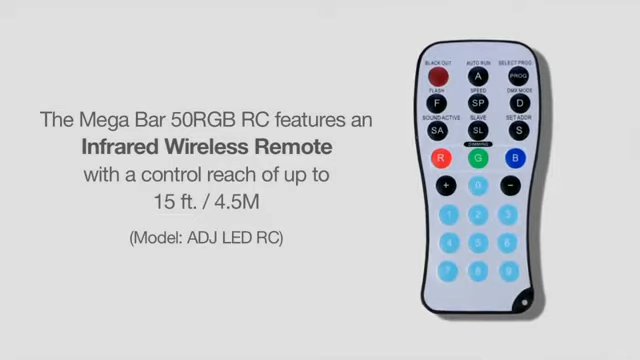 The Mega Bar 50RGB RC features an
Infrared Wireless Remote
with a control reach of up to
15 ft. / 4.5M
(Model: ADJ LED RC)
BLACK OUT AUTO RUN SELECT PROG
A PROG
FLASH SPEED DMX MODE
F SP D
SOUND ACTIVE SLAVE SET ADDR
SA SL S
DIMMING
R G B
+ 0 −
1 2 3
4 5 6
7 8 9